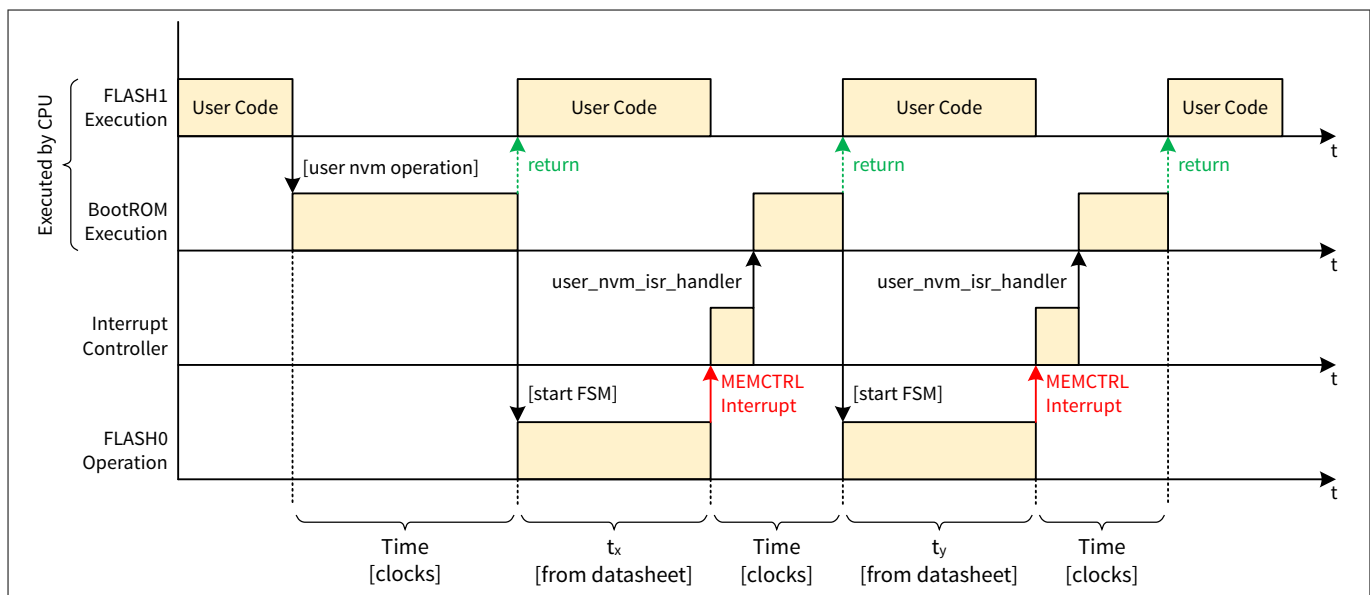 Executed by CPU
FLASH1
Execution
User Code
User Code
User Code
User Code
t
[user nvm operation]
return
return
return
BootROM
Execution
t
user_nvm_isr_handler
user_nvm_isr_handler
Interrupt
Controller
t
[start FSM]
MEMCTRL
Interrupt
[start FSM]
MEMCTRL
Interrupt
FLASH0
Operation
t
Time
[clocks]
tx
[from datasheet]
Time
[clocks]
ty
[from datasheet]
Time
[clocks]